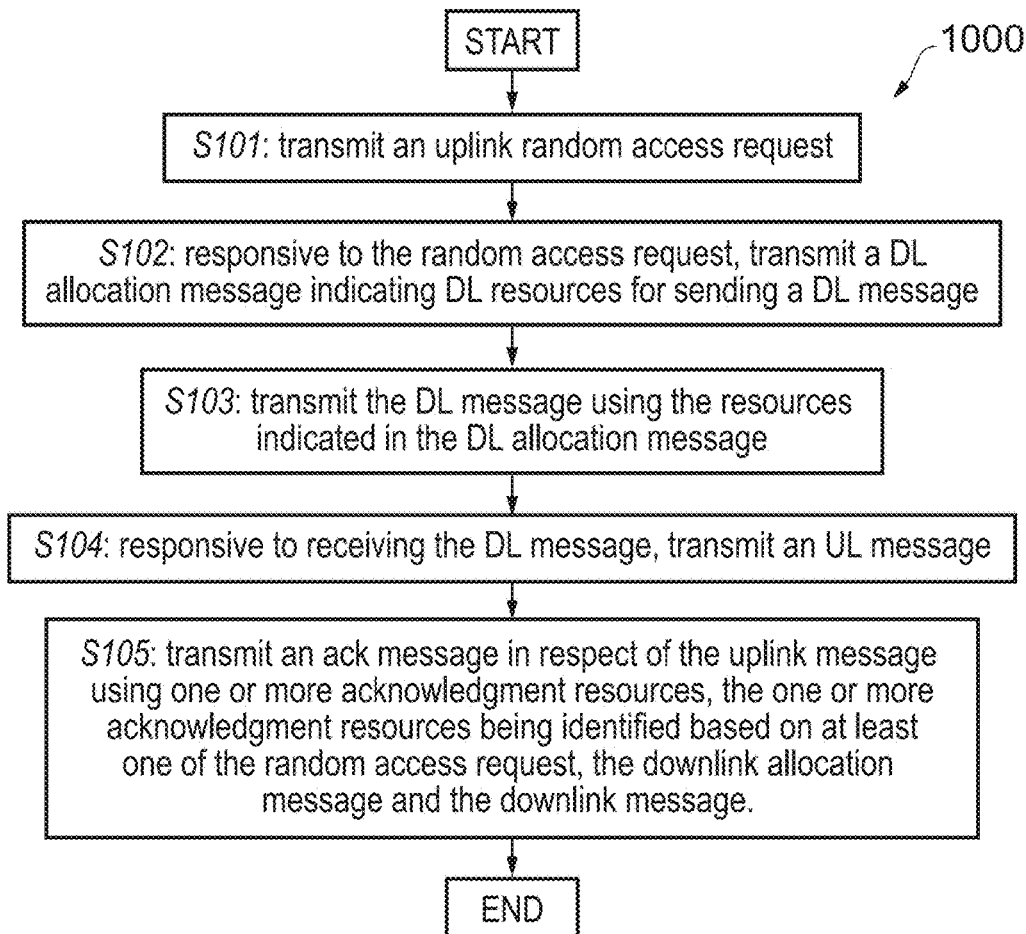 START
1000
S101: transmit an uplink random access request
S102: responsive to the random access request, transmit a DL
allocation message indicating DL resources for sending a DL message
S103: transmit the DL message using the resources
indicated in the DL allocation message
S104: responsive to receiving the DL message, transmit an UL message
S105: transmit an ack message in respect of the uplink message
using one or more acknowledgment resources, the one or more
acknowledgment resources being identified based on at least
one of the random access request, the downlink allocation
message and the downlink message.
END